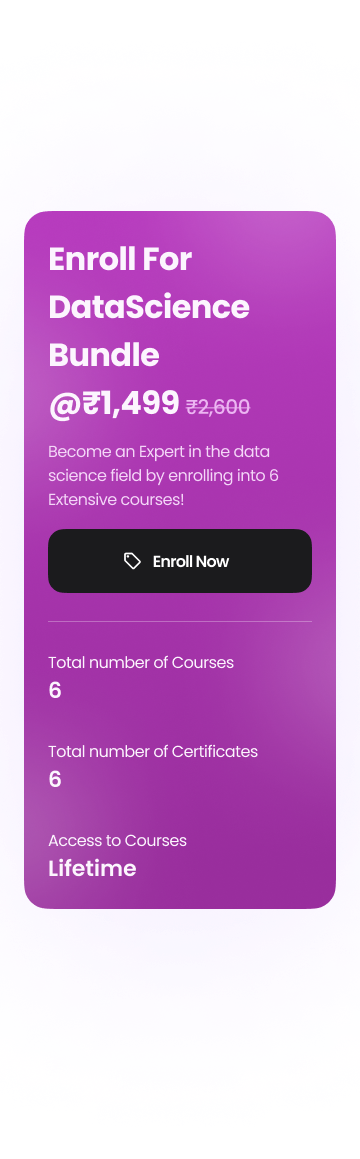 Enroll For
DataScience
Bundle
@₹1,499 ₹2,600
Become an Expert in the data
science field by enrolling into 6
Extensive courses!
Enroll Now
Total number of Courses
6
Total number of Certificates
6
Access to Courses
Lifetime